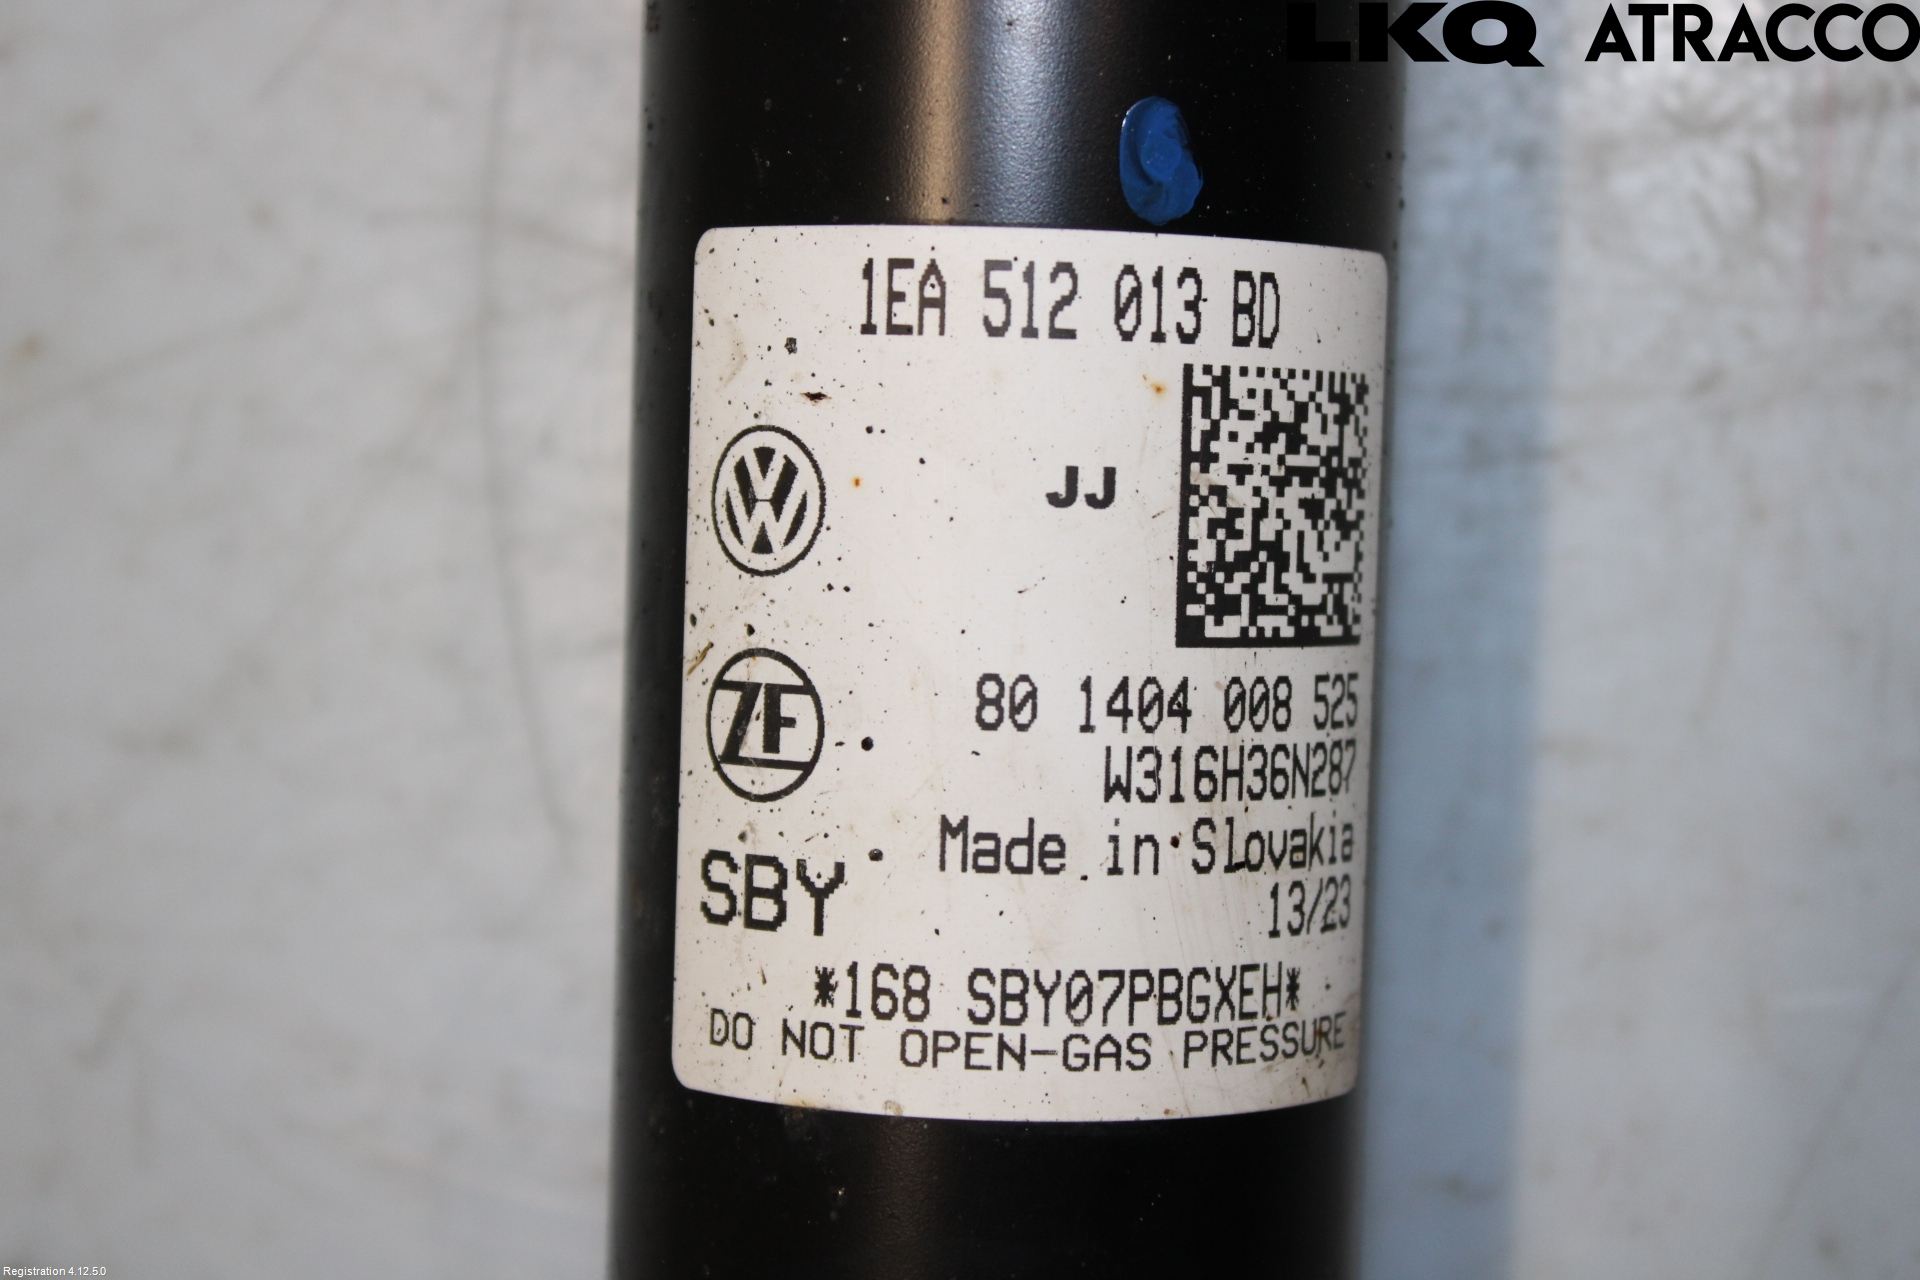 LKQ ATRACCO
1EA 512 013 BD
JJ
ZF
80 1404 008 525
W316H36N287
Made in Slovakia
SBY
13/23
*168 SBY07PBGXEH*
DO NOT OPEN-GAS PRESSURE
Registration 4.12.5.0